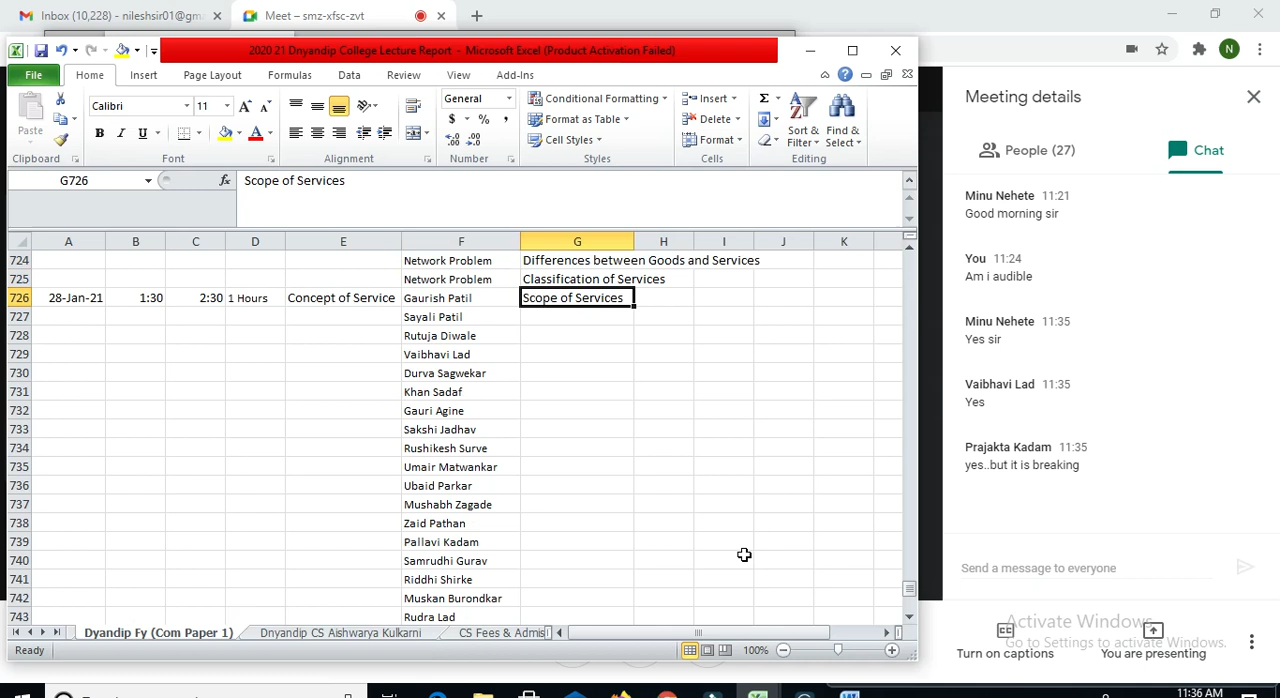 Inbox (10,228) - nileshsir01@gm
Meet – smz-xfsc-zvt
2020 21 Dnyandip College Lecture Report - Microsoft Excel (Product Activation Failed)
File Home Insert Page Layout Formulas Data Review View Add-Ins
N
Meeting details
Paste
Calibri 11
General
Conditional Formatting
Format as Table
Cell Styles
Insert
Delete
Format
Sort & Filter
Find & Select
Clipboard Font Alignment Number Styles Cells Editing
People (27)
Chat
G726 fx Scope of Services
A B C D E F G H I J K
724 Network Problem Differences between Goods and Services
725 Network Problem Classification of Services
726 28-Jan-21 1:30 2:30 1 Hours Concept of Service Gaurish Patil Scope of Services
727 Sayali Patil
728 Rutuja Diwale
729 Vaibhavi Lad
730 Durva Sagwekar
731 Khan Sadaf
732 Gauri Agine
733 Sakshi Jadhav
734 Rushikesh Surve
735 Umair Matwankar
736 Ubaid Parkar
737 Mushabh Zagade
738 Zaid Pathan
739 Pallavi Kadam
740 Samrudhi Gurav
741 Riddhi Shirke
742 Muskan Burondkar
743 Rudra Lad
Dyandip Fy (Com Paper 1) Dnyandip CS Aishwarya Kulkarni CS Fees & Admis
Ready 100%
Minu Nehete 11:21
Good morning sir
You 11:24
Am i audible
Minu Nehete 11:35
Yes sir
Vaibhavi Lad 11:35
Yes
Prajakta Kadam 11:35
yes..but it is breaking
Send a message to everyone
Activate Windows
Go to Settings to activate Windows.
Turn on captions
You are presenting
11:36 AM